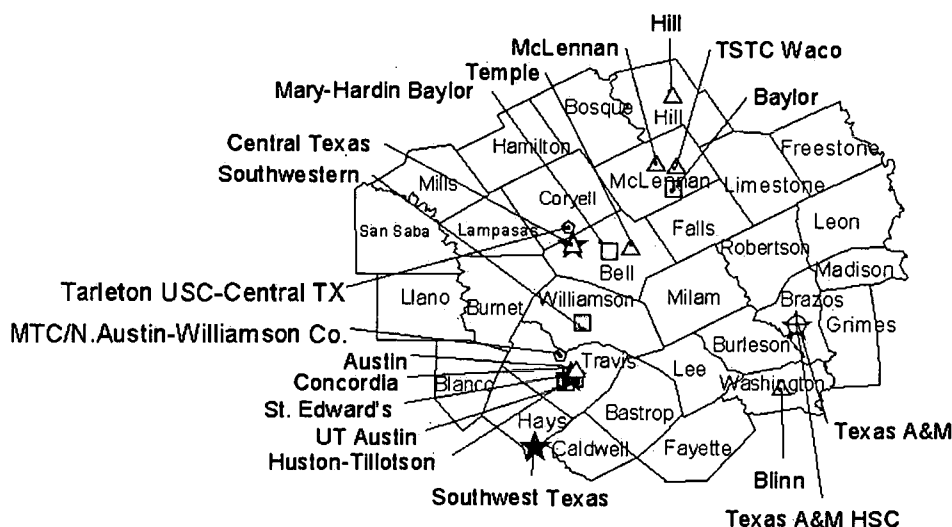 Hill
McLennan
TSTC Waco
Temple
Mary-Hardin Baylor
Baylor
Bosque
Hill
Central Texas
Hamilton
Freestone
Southwestern
Mills
McLennan
Limestone
Coryell
San Saba
Lampasas
Falls
Leon
Robertson
Bell
Madison
Tarleton USC-Central TX
Llano
Burnet
Williamson
Milam
Brazos
Grimes
MTC/N.Austin-Williamson Co.
Burleson
Austin
Travis
Lee
Concordia
Blanco
Washington
St. Edward's
Bastrop
Hays
UT Austin
Texas A&M
Huston-Tillotson
Caldwell
Fayette
Blinn
Southwest Texas
Texas A&M HSC